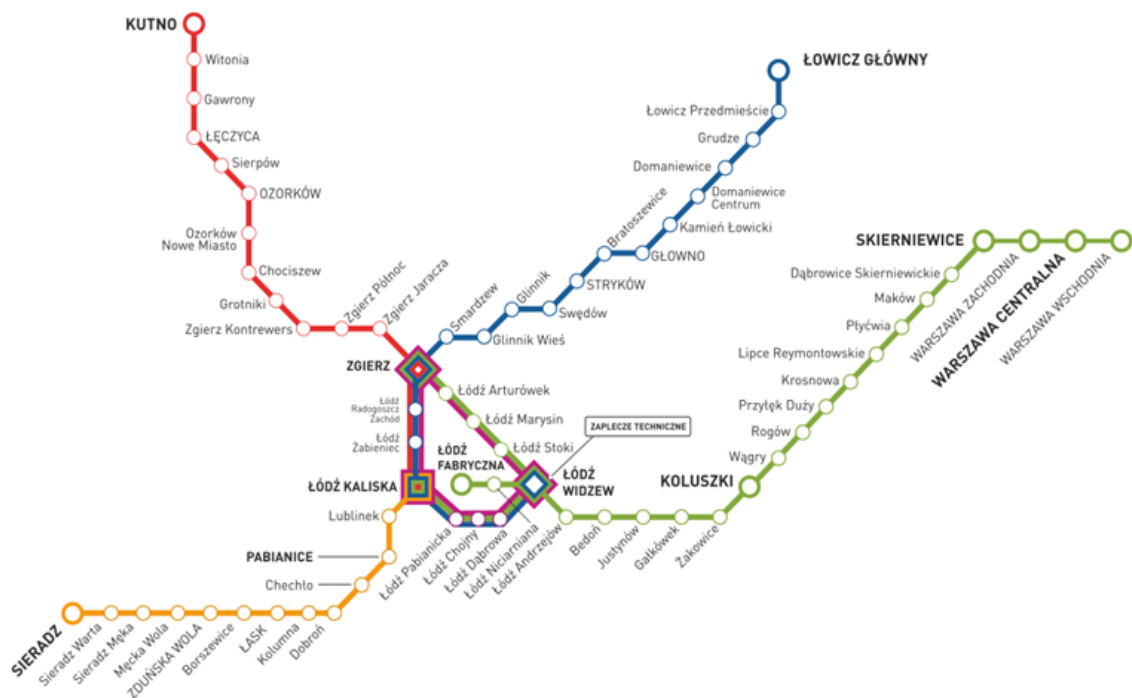 KUTNO
Witonia
Gawrony
ŁĘCZYCA
Sierpów
OZORKÓW
Ozorków
Nowe Miasto
Chociszew
Grotniki
Zgierz Kontrewers
Zgierz Północ
Zgierz Jaracza
ZGIERZ
Łódź
Radogoszcz
Zachód
Łódź
Żabieniec
ŁÓDŹ KALISKA
ŁOWICZ GŁÓWNY
Łowicz Przedmieście
Grudze
Domaniewice
Domaniewice
Centrum
Kamień Łowicki
GŁOWNO
Bratoszewice
STRYKÓW
Swędów
Glinnik
Glinnik Wieś
Smardzew
Łódź Arturówek
Łódź Marysin
Łódź Stoki
ZAPLECZE TECHNICZNE
ŁÓDŹ
FABRYCZNA
ŁÓDŹ
WIDZEW
Lublinek
PABIANICE
Chechło
Dobroń
Kolumna
ŁASK
Borszewice
ZDUŃSKA WOLA
Męcka Wola
Sieradz Męka
Sieradz Warta
SIERADZ
Łódź Pabianicka
Łódź Chojny
Łódź Dąbrowa
Łódź Niciarniana
Łódź Andrzejów
Bedoń
Justynów
Gałkówek
Żakowice
KOLUSZKI
Wągry
Rogów
Przyłęk Duży
Krosnowa
Lipce Reymontowskie
Płyćwia
Maków
Dąbrowice Skierniewickie
SKIERNIEWICE
WARSZAWA ZACHODNIA
WARSZAWA CENTRALNA
WARSZAWA WSCHODNIA